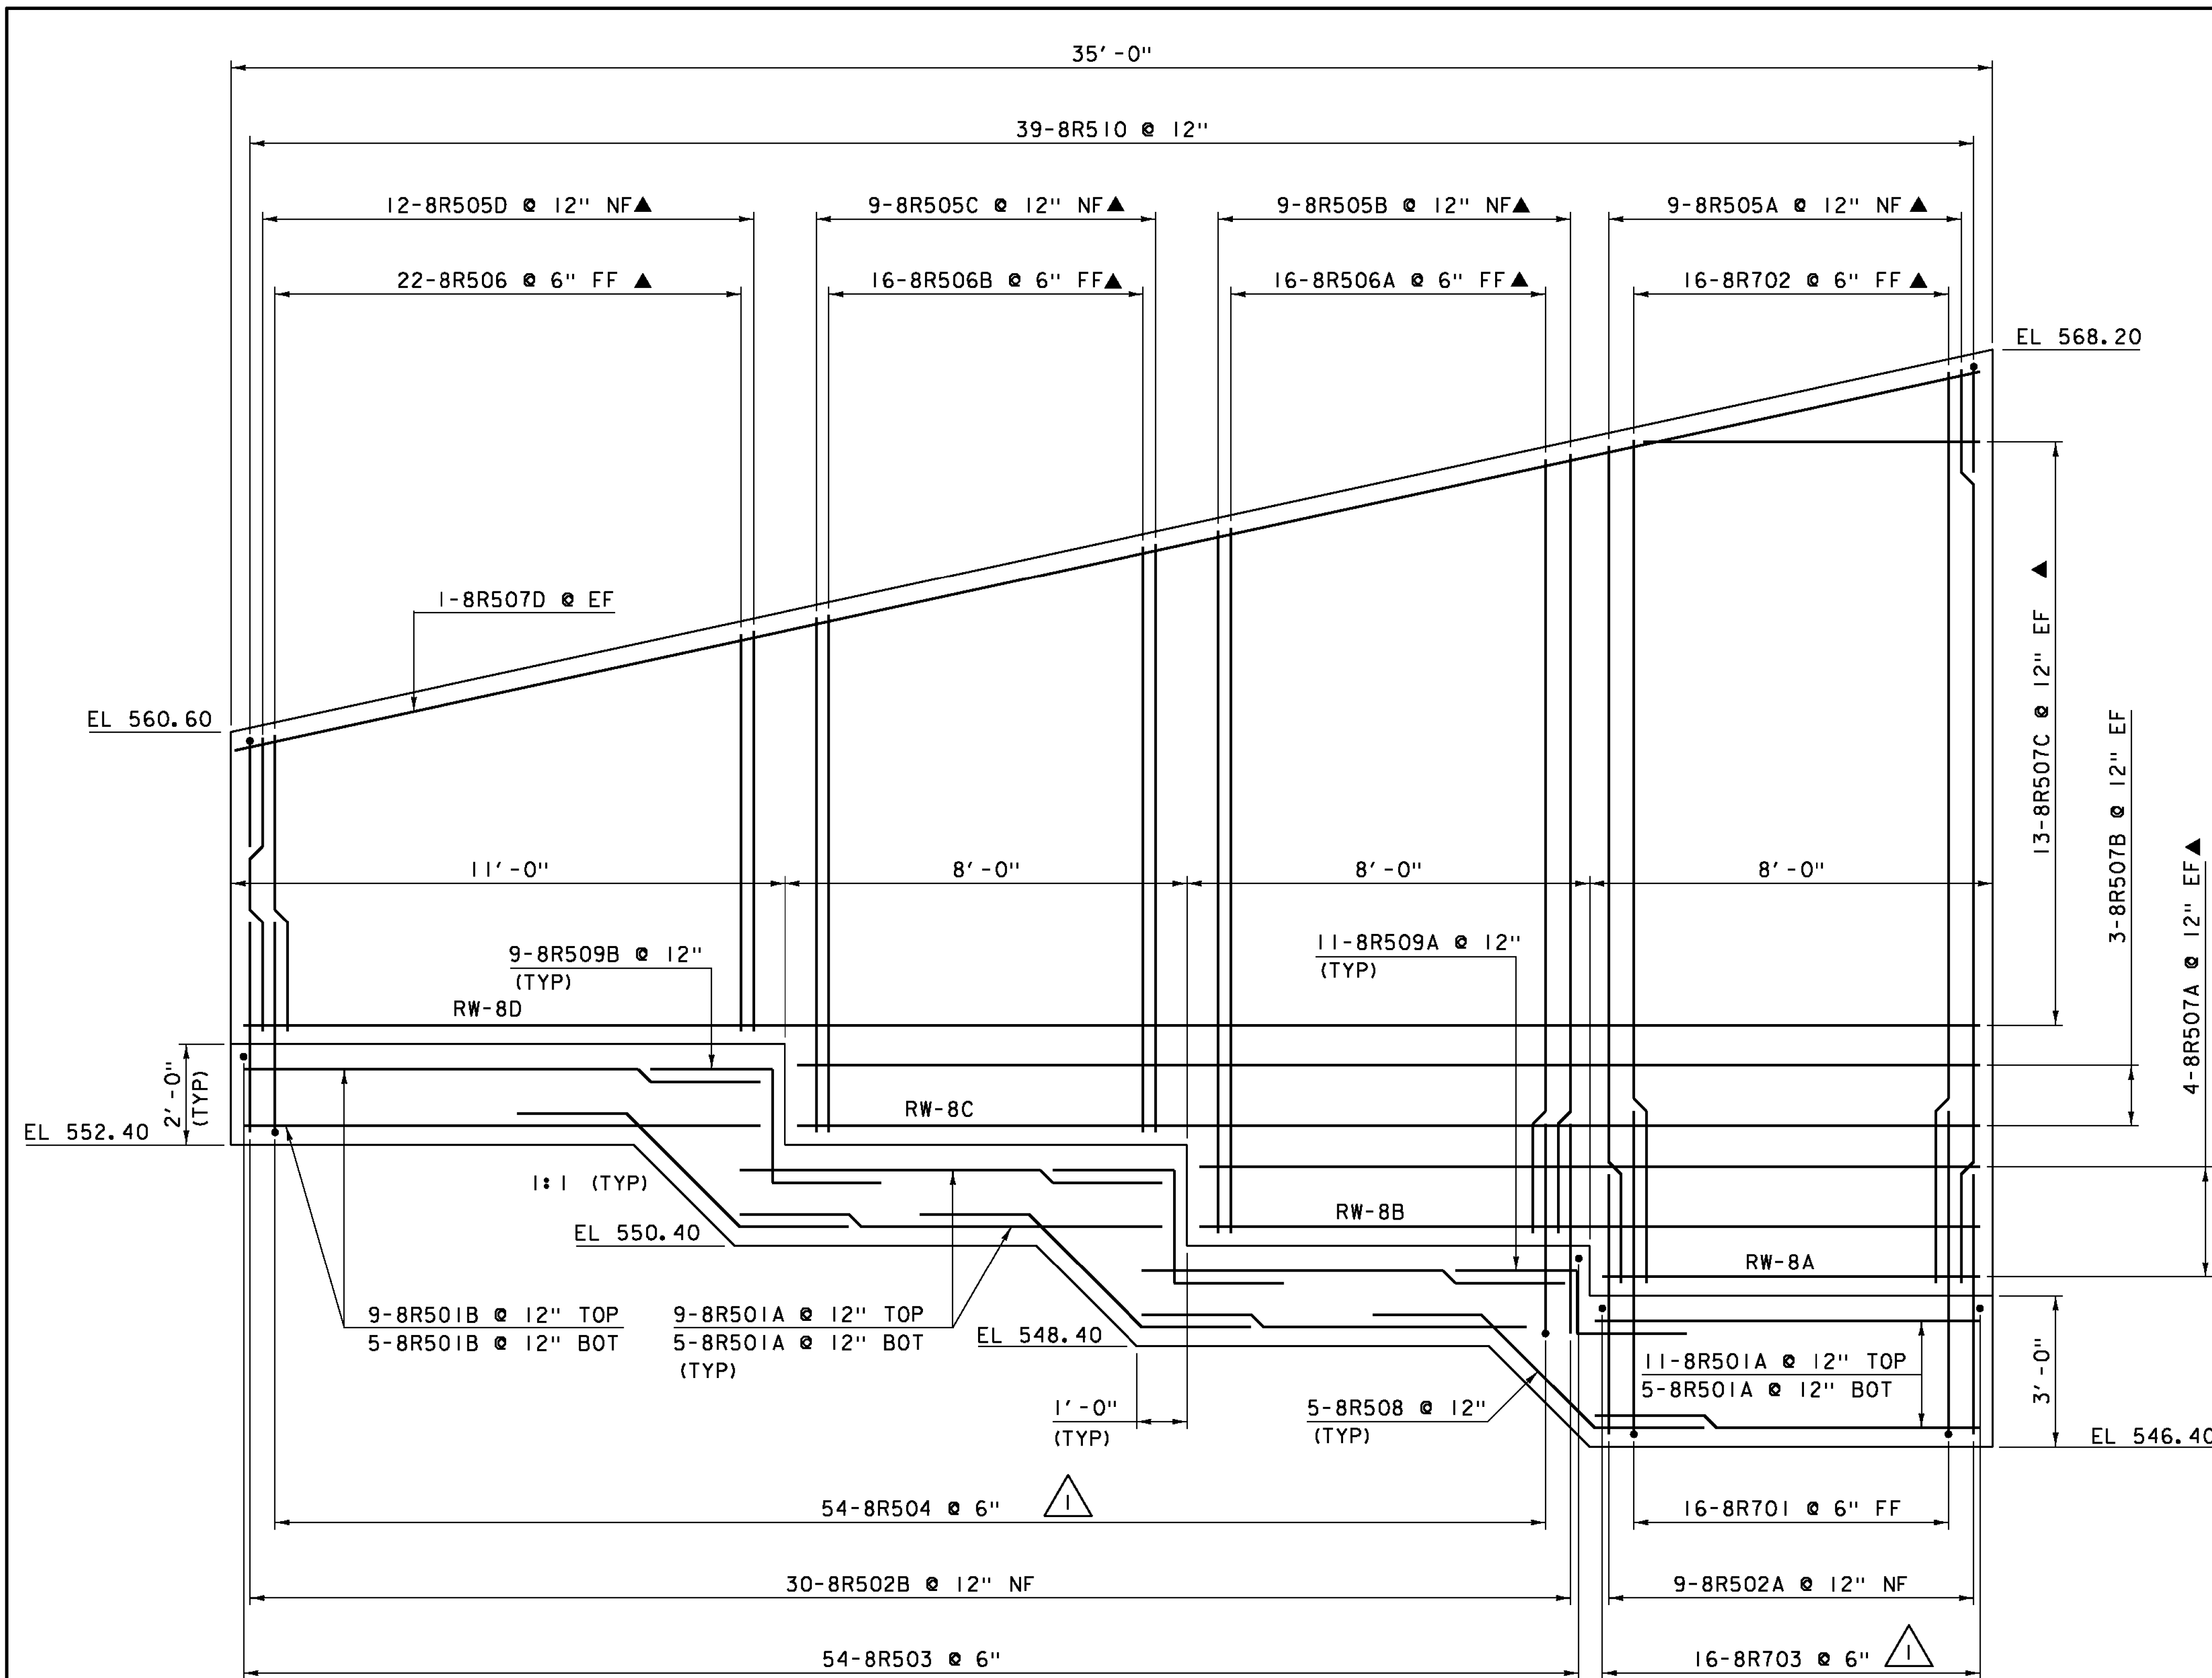 35'-0"
39-8R510 @ 12"
12-8R505D @ 12" NF▲
9-8R505C @ 12" NF▲
9-8R505B @ 12" NF▲
9-8R505A @ 12" NF ▲
22-8R506 @ 6" FF ▲
16-8R506B @ 6" FF▲
16-8R506A @ 6" FF▲
16-8R702 @ 6" FF▲
EL 568.20
1-8R507D @ EF
EL 560.60
13-8R507C @ 12" EF ▲
3-8R507B @ 12" EF
4-8R507A @ 12" EF▲
11'-0"
8'-0"
8'-0"
8'-0"
9-8R509B @ 12"
(TYP)
11-8R509A @ 12"
(TYP)
RW-8D
2'-0"
(TYP)
RW-8C
EL 552.40
1:1 (TYP)
RW-8B
EL 550.40
RW-8A
9-8R501B @ 12" TOP
5-8R501B @ 12" BOT
9-8R501A @ 12" TOP
5-8R501A @ 12" BOT
(TYP)
EL 548.40
11-8R501A @ 12" TOP
5-8R501A @ 12" BOT
3'-0"
1'-0"
(TYP)
5-8R508 @ 12"
(TYP)
EL 546.40
54-8R504 @ 6"
1
16-8R701 @ 6" FF
30-8R502B @ 12" NF
9-8R502A @ 12" NF
54-8R503 @ 6"
16-8R703 @ 6"
1